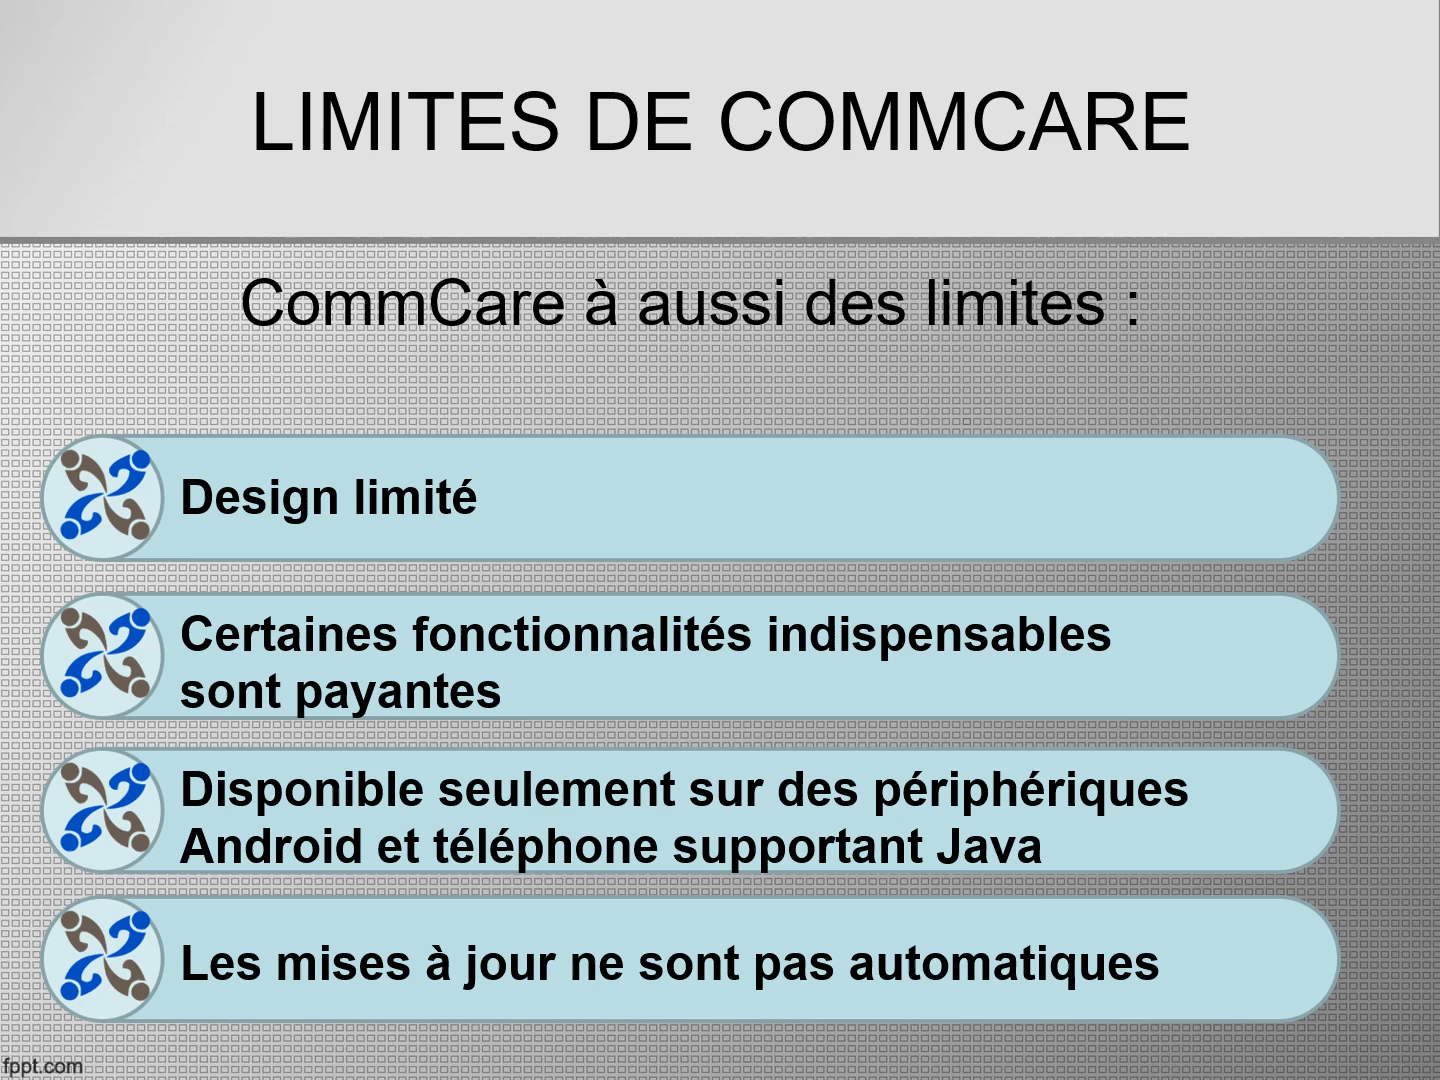 LIMITES DE COMMCARE
CommCare à aussi des limites :
Design limité
Certaines fonctionnalités indispensables
sont payantes
Disponible seulement sur des périphériques
Android et téléphone supportant Java
Les mises à jour ne sont pas automatiques
fppt.com